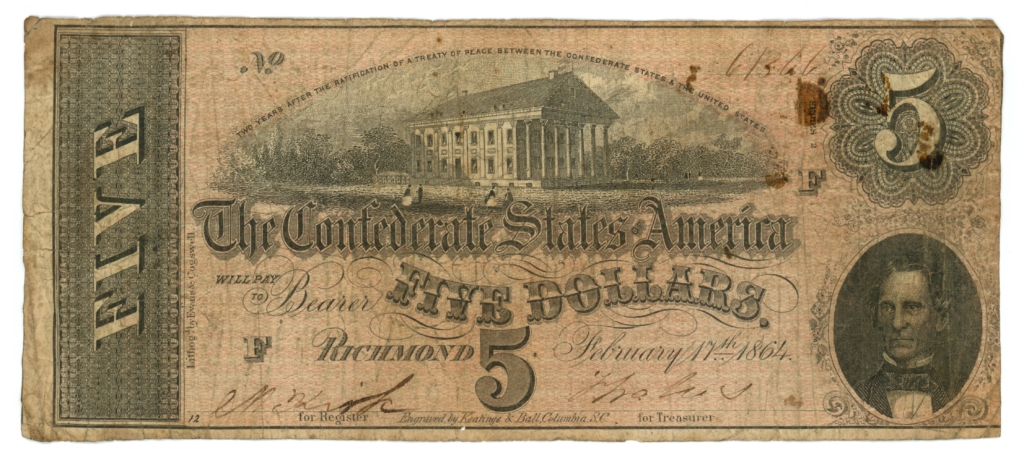 No
TWO YEARS AFTER THE RATIFICATION OF A TREATY OF PEACE BETWEEN THE CONFEDERATE STATES & THE UNITED STATES
5
F
The Confederate States of America
WILL PAY TO Bearer FIVE DOLLARS.
F
RICHMOND 5 February 17th 1864.
12
for Register
Engraved by Keatinge & Ball, Columbia, S.C.
for Treasurer
FIVE
Lithog'd by Evans & Cogswell